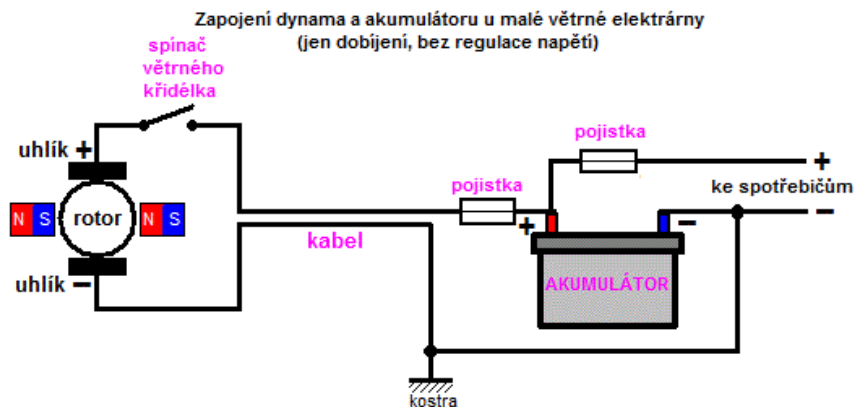 Zapojení dynama a akumulátoru u malé větrné elektrárny
(jen dobíjení, bez regulace napětí)
spínač
větrného
křidélka
uhlík +
pojistka
pojistka
+
ke spotřebičům
−
N S
rotor
N S
kabel
+
−
uhlík −
AKUMULÁTOR
kostra